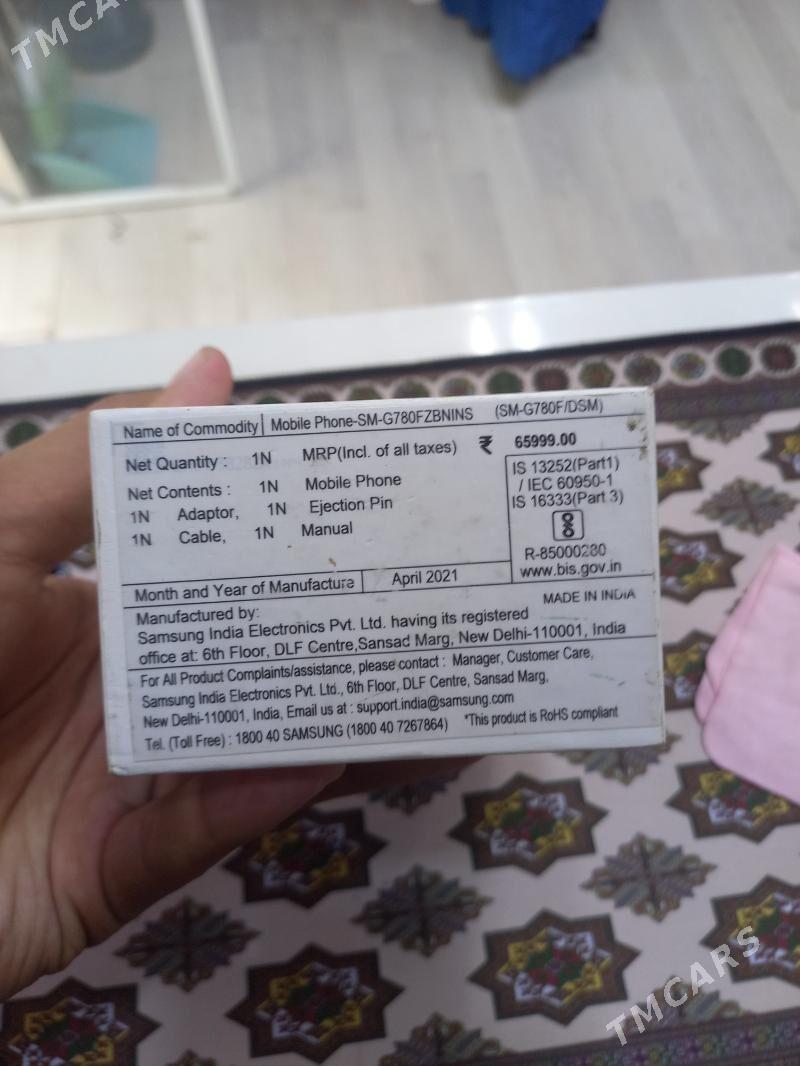 TMCARS
Name of Commodity Mobile Phone-SM-G780FZBNINS (SM-G780F/DSM)
Net Quantity : 1N MRP(Incl. of all taxes) ₹ 65999.00
Net Contents : 1N Mobile Phone
1N Adaptor, 1N Ejection Pin
1N Cable, 1N Manual
IS 13252(Part1)
/ IEC 60950-1
IS 16333(Part 3)
R-85000280
www.bis.gov.in
Month and Year of Manufacture April 2021
MADE IN INDIA
Manufactured by:
Samsung India Electronics Pvt. Ltd. having its registered
office at: 6th Floor, DLF Centre,Sansad Marg, New Delhi-110001, India
For All Product Complaints/assistance, please contact : Manager, Customer Care,
Samsung India Electronics Pvt. Ltd., 6th Floor, DLF Centre, Sansad Marg,
New Delhi-110001, India, Email us at : support.india@samsung.com
Tel. (Toll Free) : 1800 40 SAMSUNG (1800 40 7267864) *This product is RoHS compliant
TMCARS